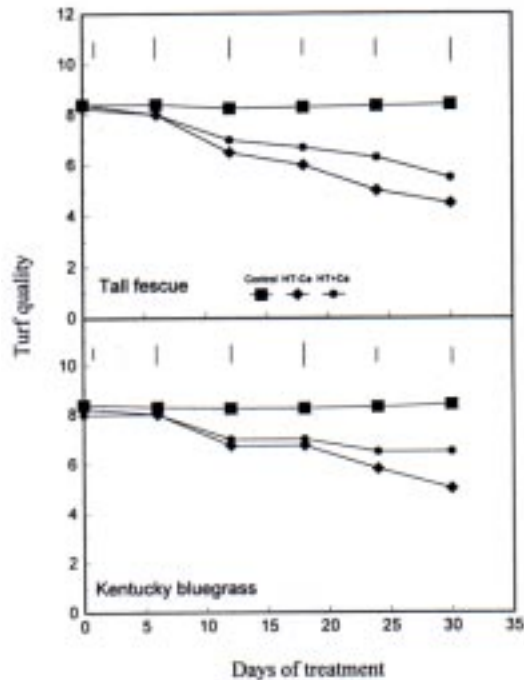 12
10
8
6
4
2
0
Tall fescue
Control HT-Ca HT+Ca
Turf quality
10
8
6
4
2
0
Kentucky bluegrass
0 5 10 15 20 25 30 35
Days of treatment